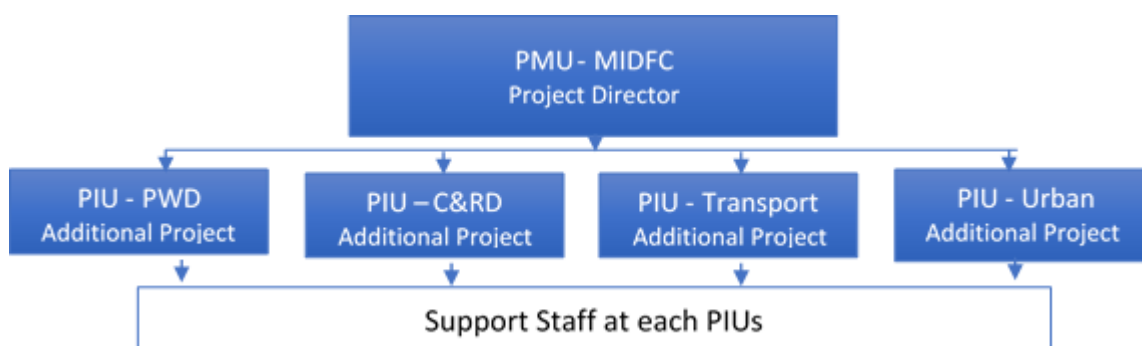 PMU - MIDFC
Project Director
PIU - PWD
Additional Project
PIU – C&RD
Additional Project
PIU - Transport
Additional Project
PIU - Urban
Additional Project
Support Staff at each PIUs